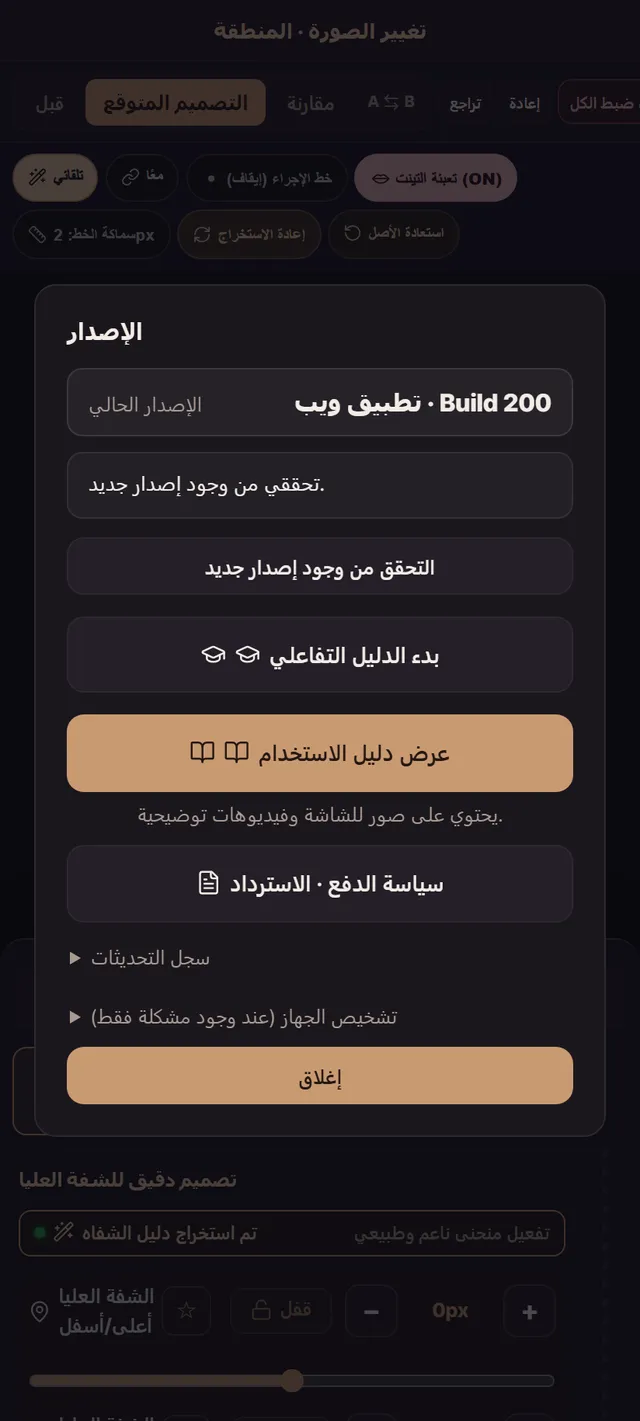 تغيير الصورة · المنطقة
قبل
التصميم المتوقع
مقارنة
A ⇆ B
تراجع
إعادة
ضبط الكل
تلقائي
معًا
خط الإجراء (إيقاف)
تعبئة التينت (ON)
سماكة الخط: 2px
إعادة الاستخراج
استعادة الأصل
الإصدار
الإصدار الحالي
Build 200 · تطبيق ويب
تحققي من وجود إصدار جديد.
التحقق من وجود إصدار جديد
بدء الدليل التفاعلي
عرض دليل الاستخدام
يحتوي على صور للشاشة وفيديوهات توضيحية.
سياسة الدفع · الاسترداد
سجل التحديثات
تشخيص الجهاز (عند وجود مشكلة فقط)
إغلاق
تصميم دقيق للشفة العليا
تم استخراج دليل الشفاه
تفعيل منحنى ناعم وطبيعي
الشفة العليا
أعلى/أسفل
قفل
−
0px
+